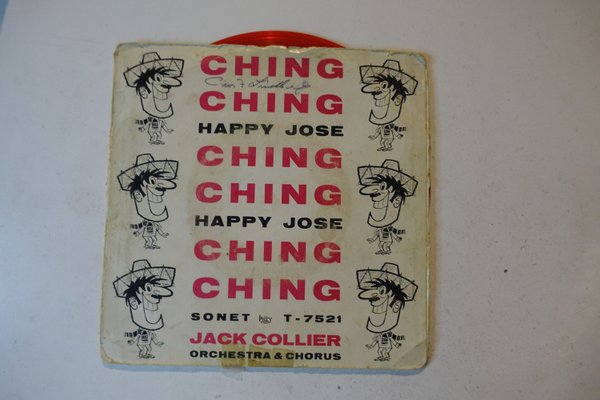 CHING
CHING
HAPPY JOSE
CHING
CHING
HAPPY JOSE
CHING
CHING
SONET T-7521
JACK COLLIER
ORCHESTRA & CHORUS